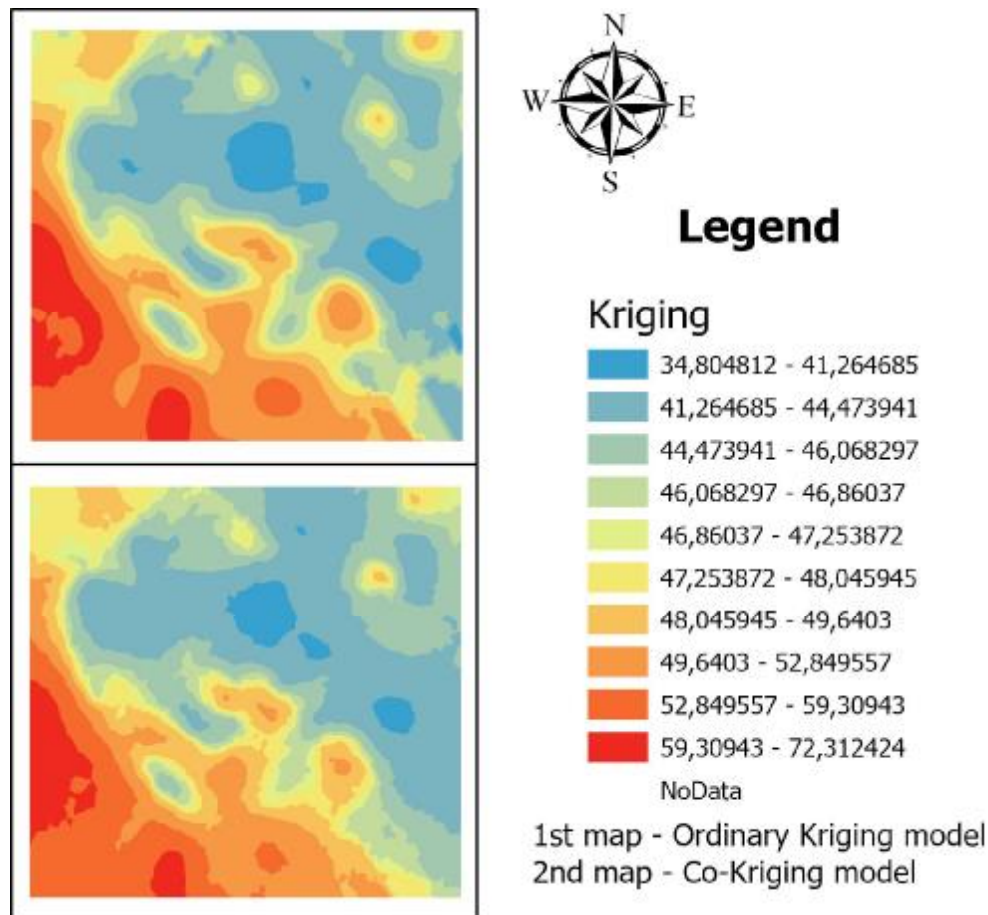 N
W E
S
Legend
Kriging
34,804812 - 41,264685
41,264685 - 44,473941
44,473941 - 46,068297
46,068297 - 46,86037
46,86037 - 47,253872
47,253872 - 48,045945
48,045945 - 49,6403
49,6403 - 52,849557
52,849557 - 59,30943
59,30943 - 72,312424
NoData
1st map - Ordinary Kriging model
2nd map - Co-Kriging model